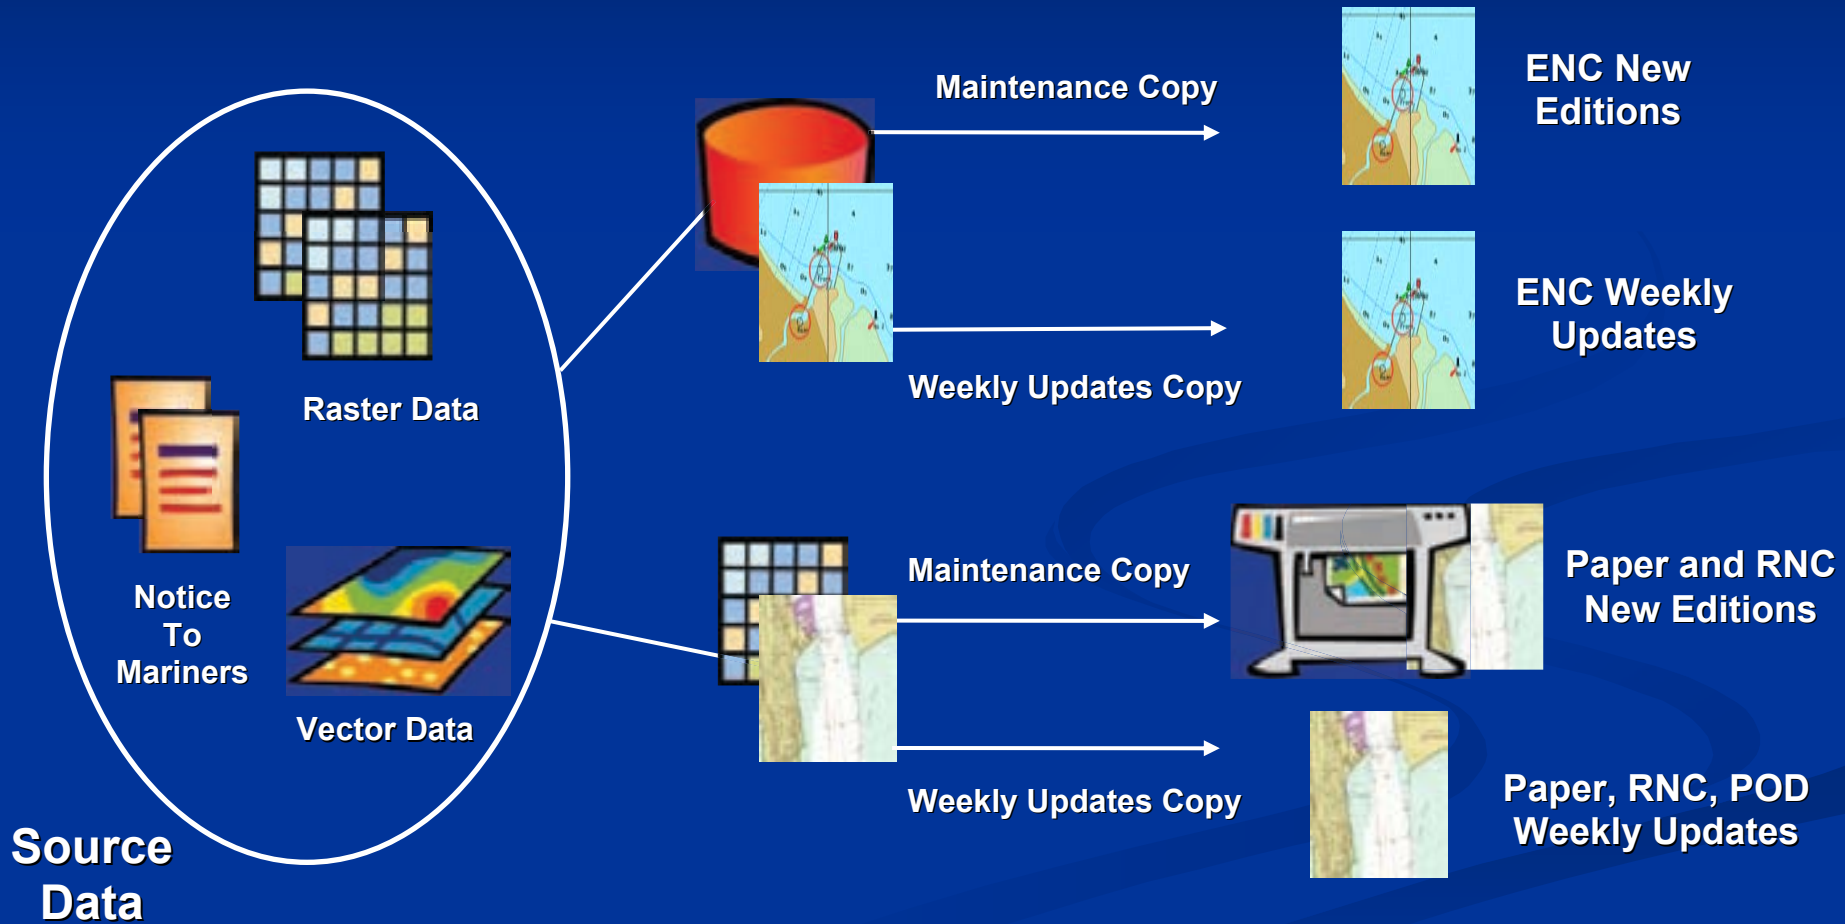 Raster Data
Notice
To
Mariners
Vector Data
Source
Data
Maintenance Copy
Weekly Updates Copy
ENC New
Editions
ENC Weekly
Updates
Maintenance Copy
Weekly Updates Copy
Paper and RNC
New Editions
Paper, RNC, POD
Weekly Updates